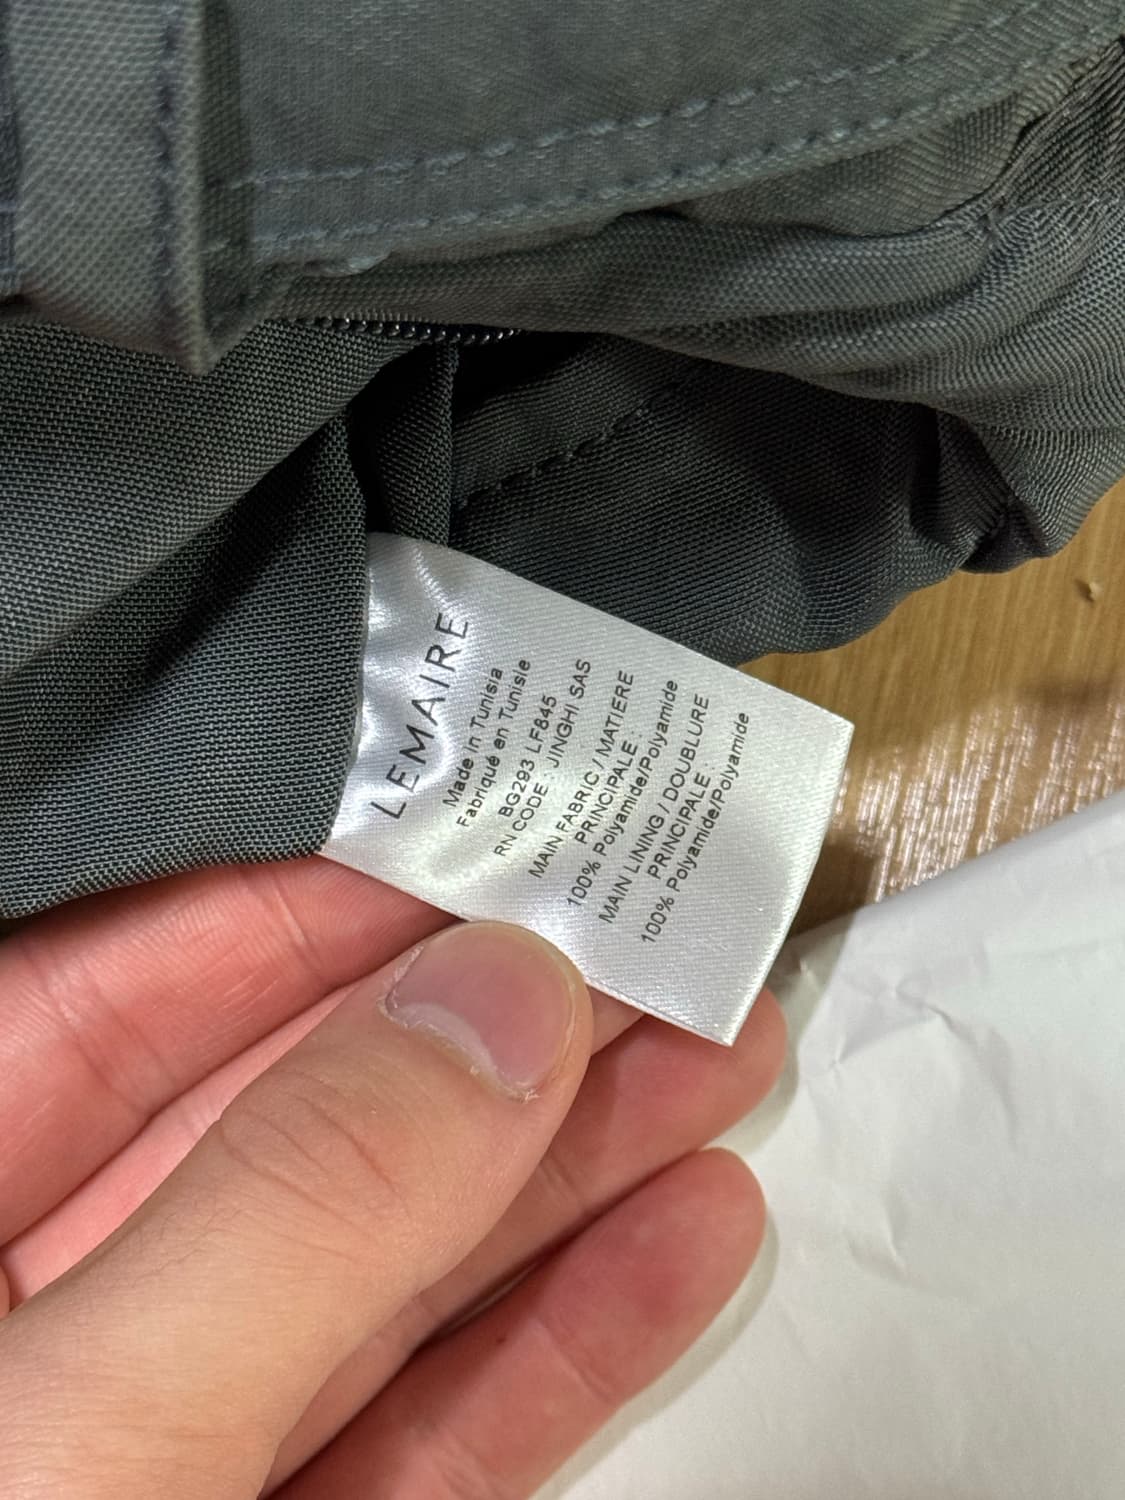 LEMAIRE
Made in Tunisia
Fabriqué en Tunisie
BG293 LF845
RN CODE : JINGHI SAS
MAIN FABRIC / MATIERE
PRINCIPALE :
100% Polyamide/Polyamide
MAIN LINING / DOUBLURE
PRINCIPALE :
100% Polyamide/Polyamide